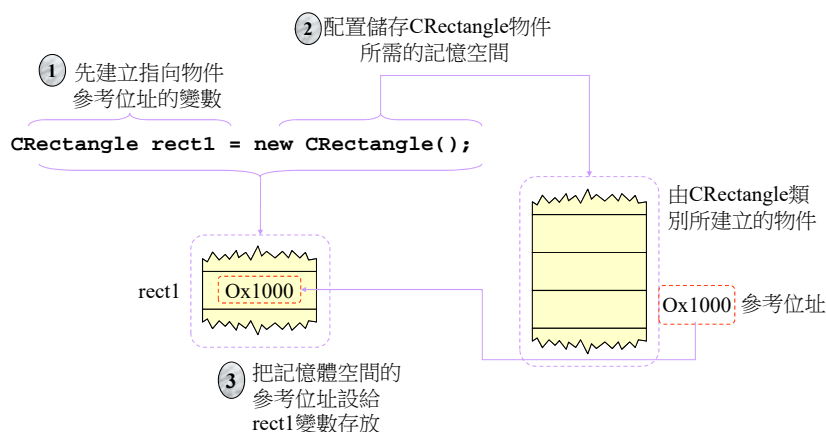 2 配置儲存CRectangle物件
所需的記憶空間
1 先建立指向物件
參考位址的變數
CRectangle rect1 = new CRectangle();
由CRectangle類
別所建立的物件
rect1
Ox1000
Ox1000 參考位址
3 把記憶體空間的
參考位址設給
rect1變數存放